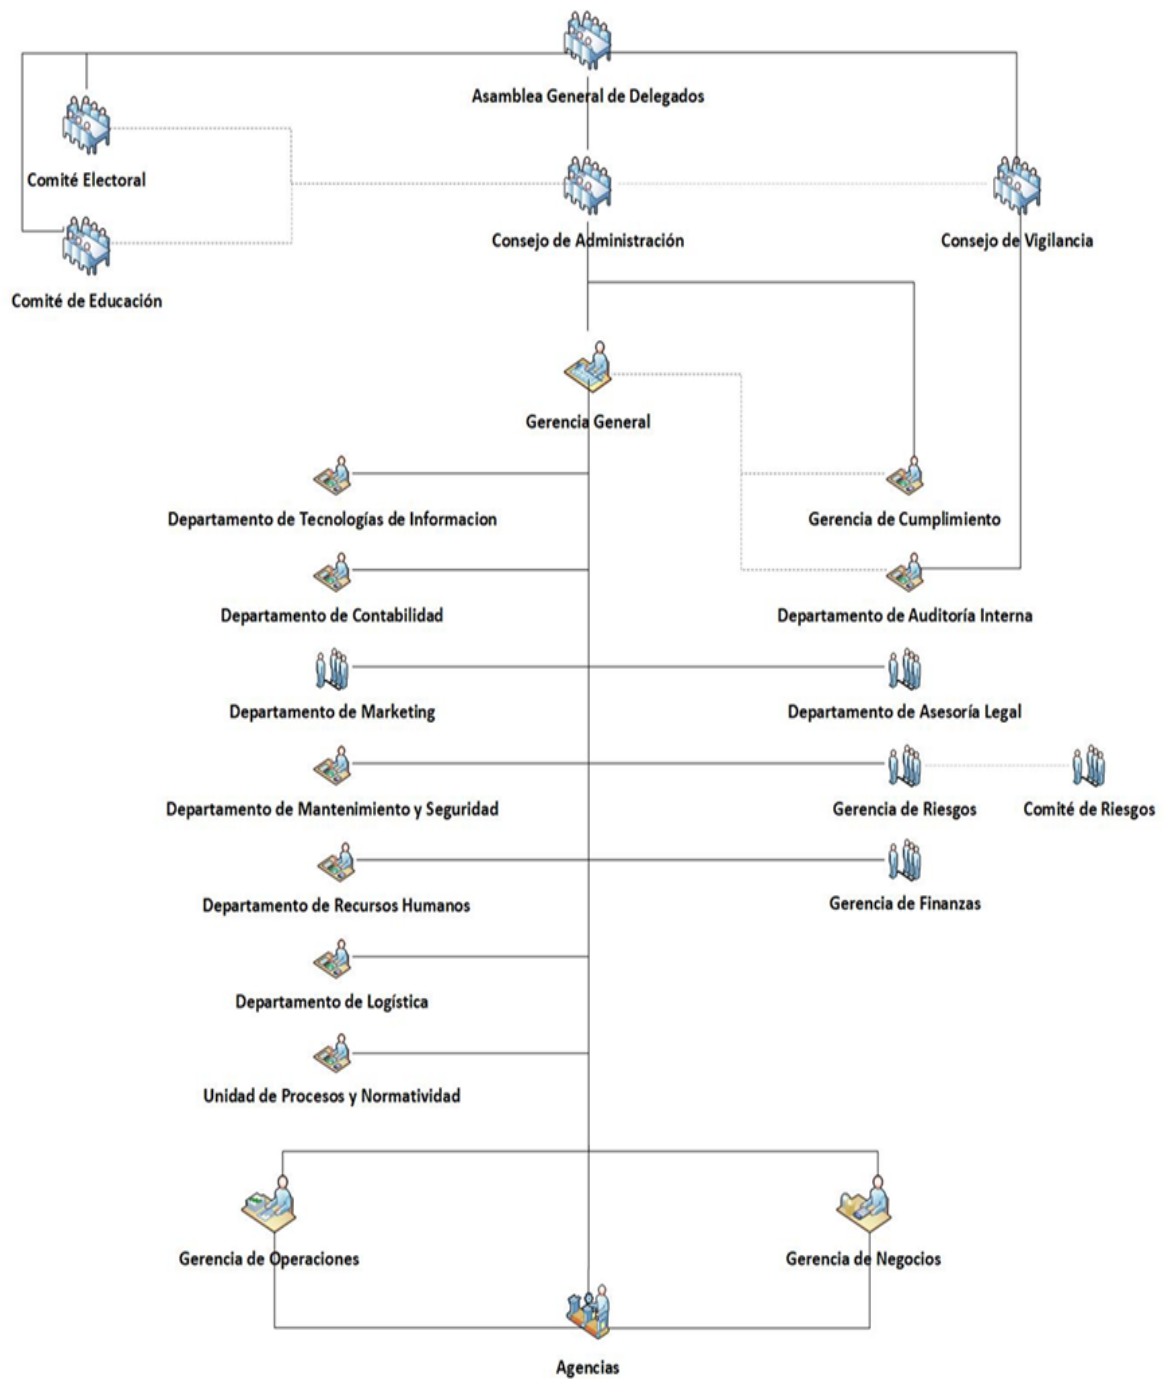 Asamblea General de Delegados
Comité Electoral
Consejo de Administración
Consejo de Vigilancia
Comité de Educación
Gerencia General
Departamento de Tecnologías de Informacion
Gerencia de Cumplimiento
Departamento de Contabilidad
Departamento de Auditoría Interna
Departamento de Marketing
Departamento de Asesoría Legal
Departamento de Mantenimiento y Seguridad
Gerencia de Riesgos
Comité de Riesgos
Departamento de Recursos Humanos
Gerencia de Finanzas
Departamento de Logística
Unidad de Procesos y Normatividad
Gerencia de Operaciones
Gerencia de Negocios
Agencias